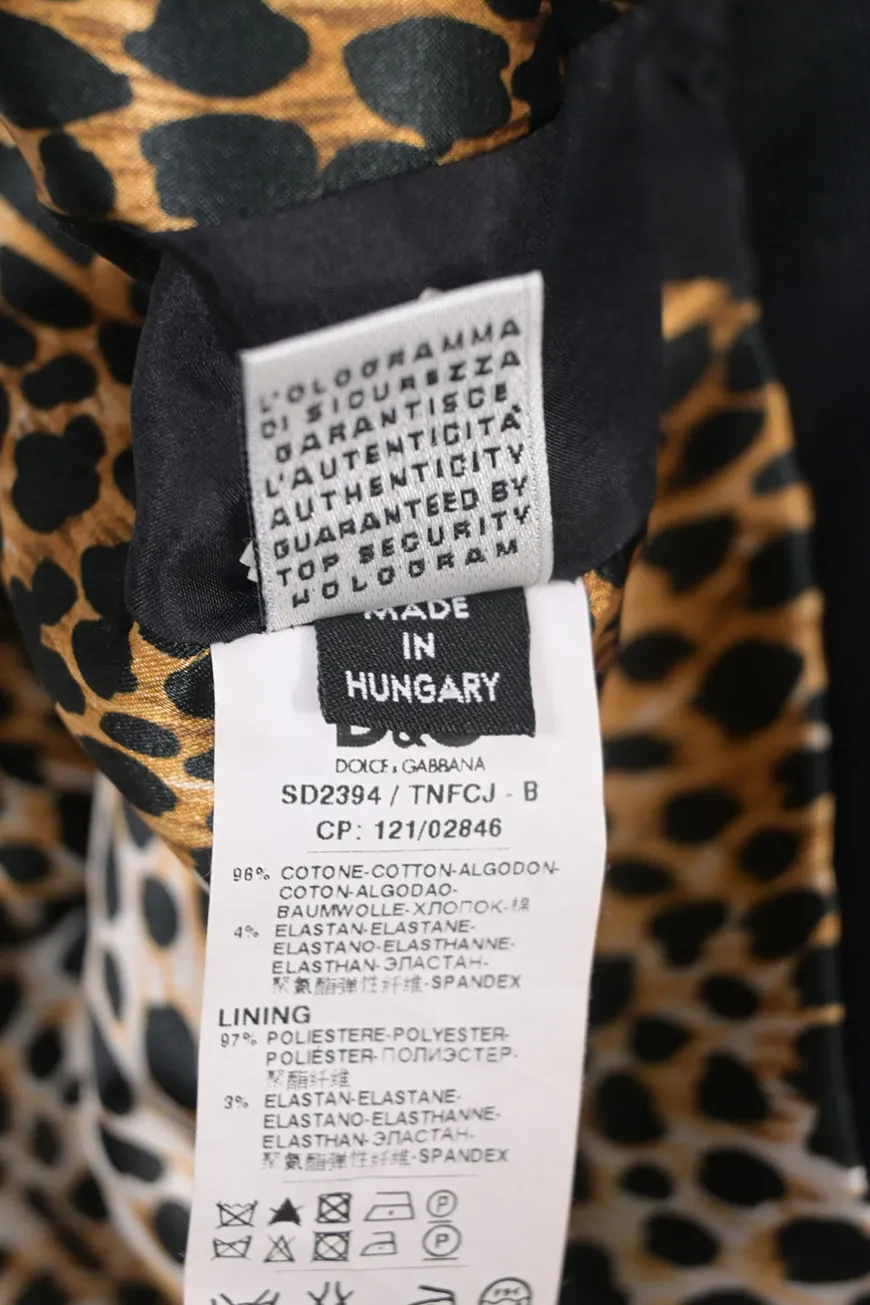 L'OLOGRAMMA
DI SICUREZZA
GARANTISCE
L'AUTENTICITÀ
AUTHENTICITY
GUARANTEED BY
TOP SECURITY
HOLOGRAM
MADE
IN
HUNGARY
D&G
DOLCE & GABBANA
SD2394 / TNFCJ - B
CP: 121/02846
96% COTONE-COTTON-ALGODON-
COTON-ALGODAO-
BAUMWOLLE-ХЛОПОК-棉
4% ELASTAN-ELASTANE-
ELASTANO-ELASTHANNE-
ELASTHAN-ЭЛАСТАН-
聚氨酯弹性纤维-SPANDEX
LINING
97% POLIESTERE-POLYESTER-
POLIÉSTER-ПОЛИЭСТЕР-
聚酯纤维
3% ELASTAN-ELASTANE-
ELASTANO-ELASTHANNE-
ELASTHAN-ЭЛАСТАН-
聚氨酯弹性纤维-SPANDEX
P
P